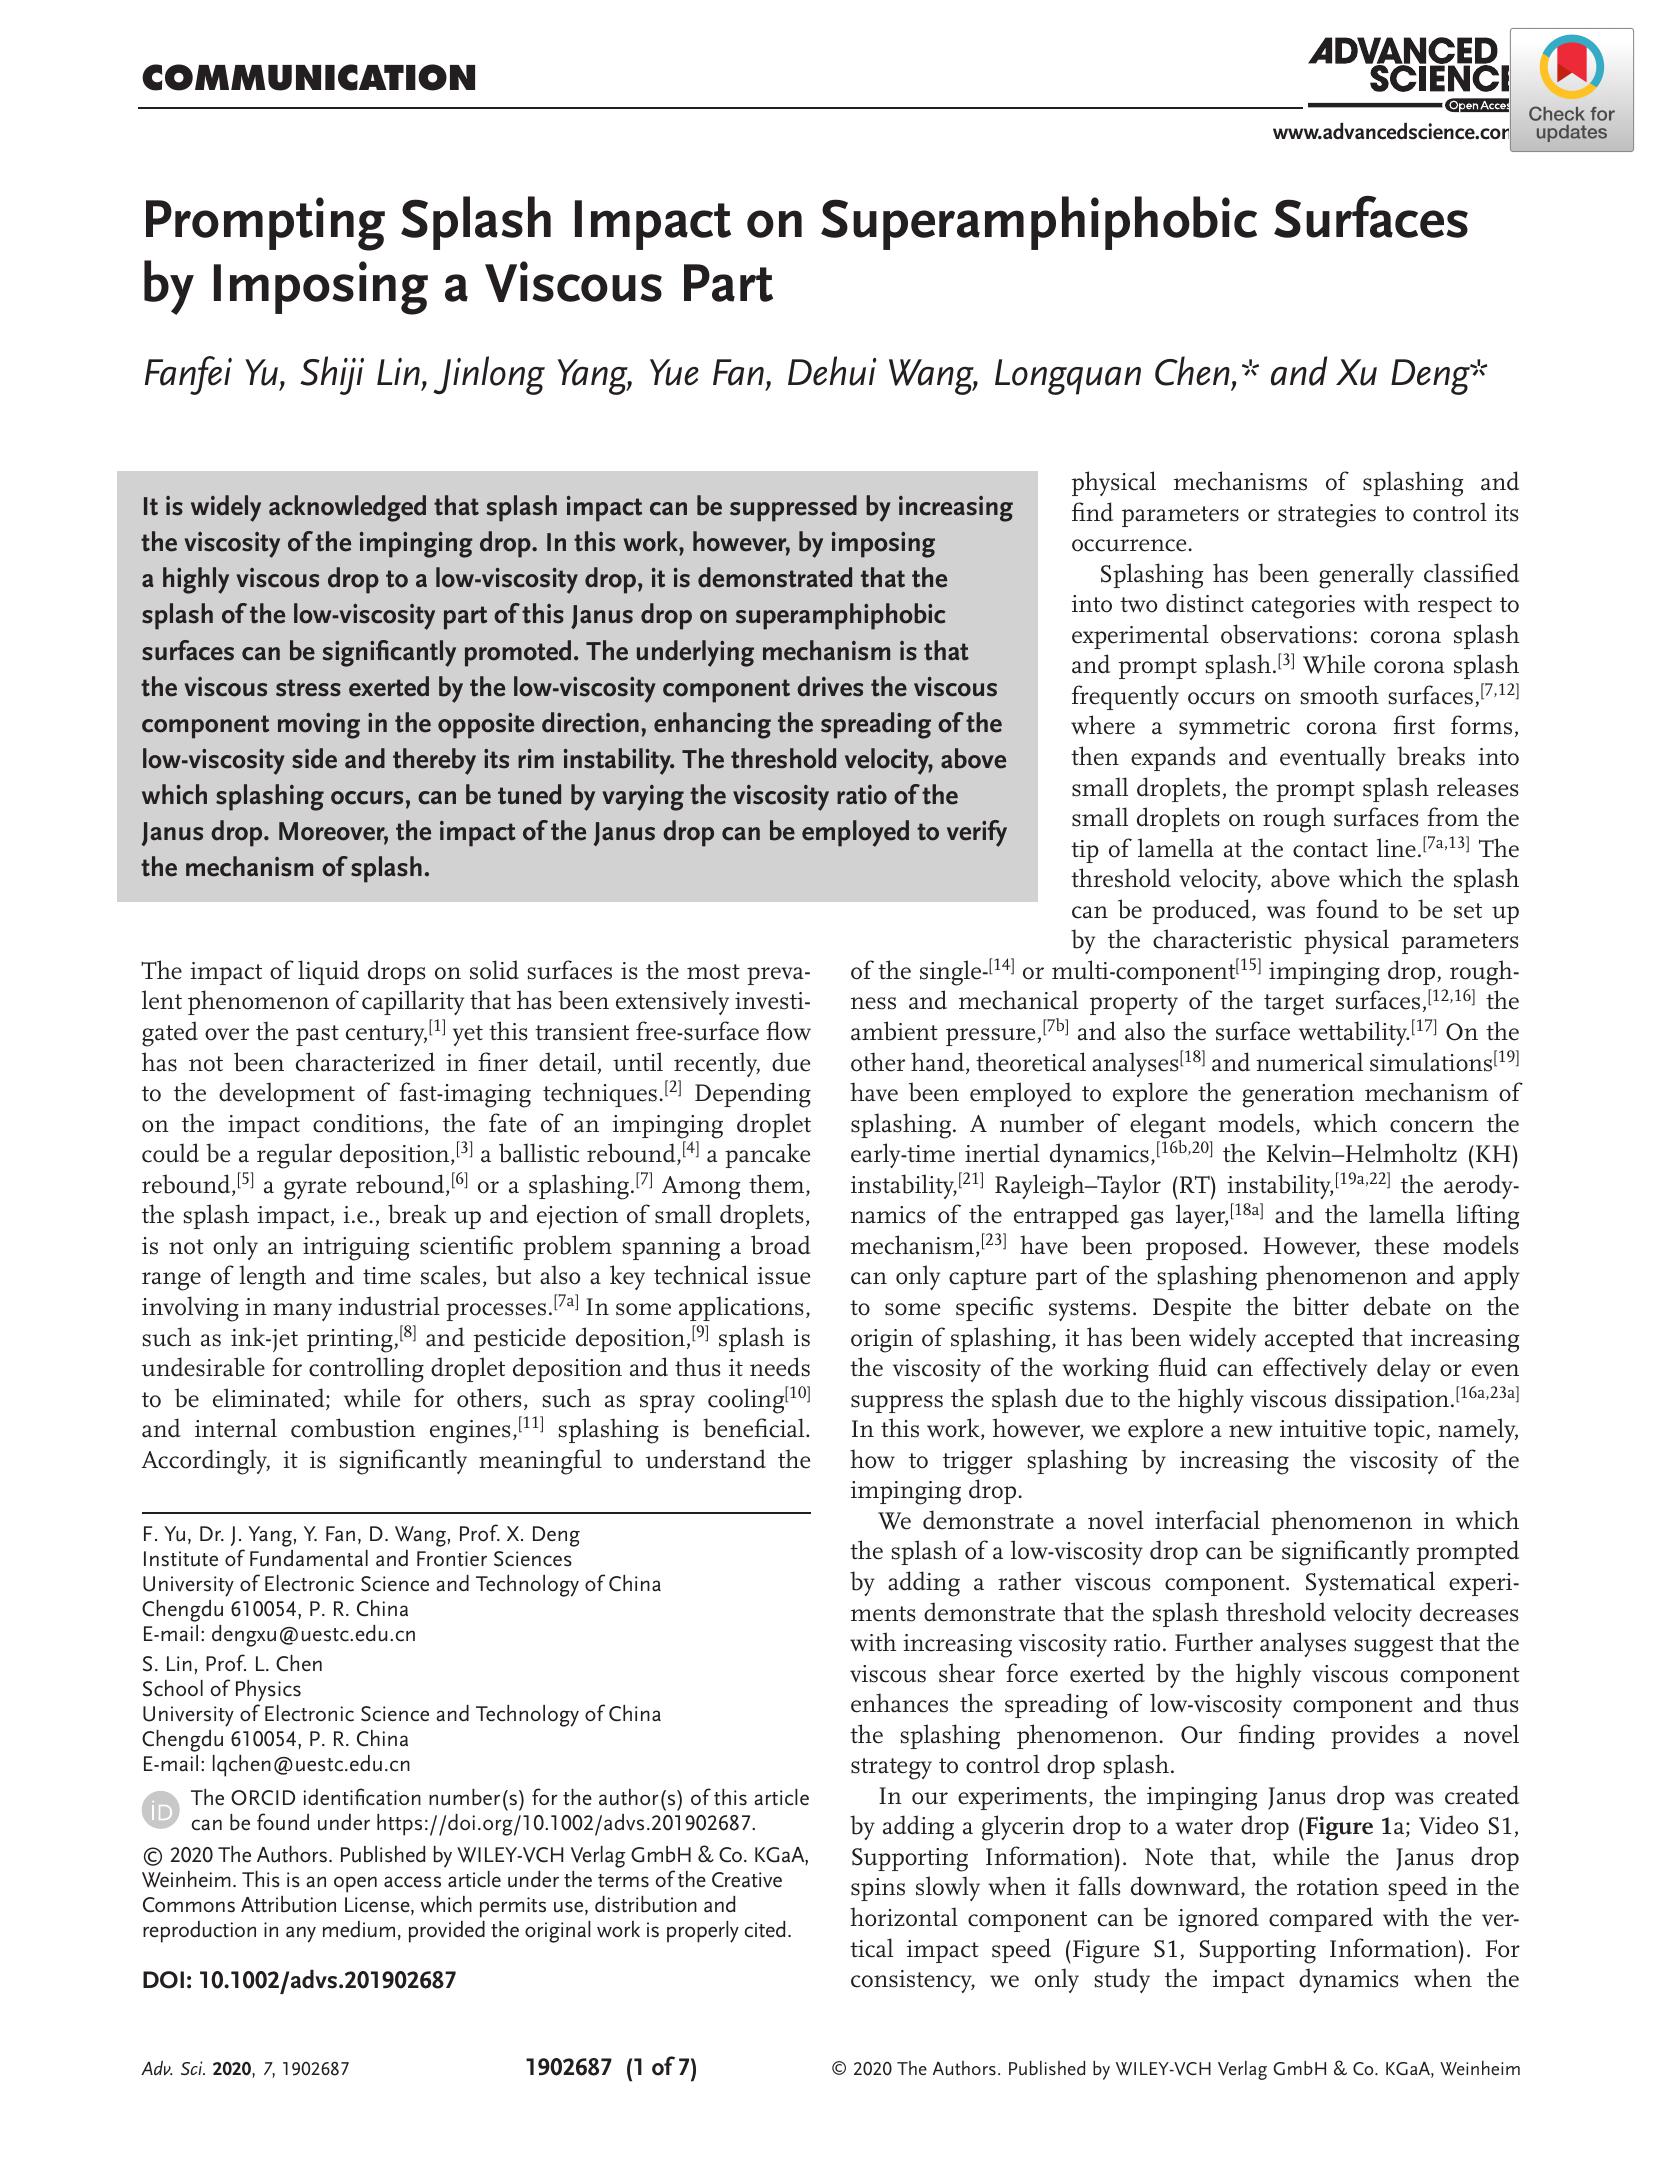 COMMUNICATION
ADVANCED
SCIENCE
Open Access
www.advancedscience.com
Check for
updates
Prompting Splash Impact on Superamphiphobic Surfaces
by Imposing a Viscous Part
Fanfei Yu, Shiji Lin, Jinlong Yang, Yue Fan, Dehui Wang, Longquan Chen,* and Xu Deng*
It is widely acknowledged that splash impact can be suppressed by increasing
the viscosity of the impinging drop. In this work, however, by imposing
a highly viscous drop to a low-viscosity drop, it is demonstrated that the
splash of the low-viscosity part of this Janus drop on superamphiphobic
surfaces can be significantly promoted. The underlying mechanism is that
the viscous stress exerted by the low-viscosity component drives the viscous
component moving in the opposite direction, enhancing the spreading of the
low-viscosity side and thereby its rim instability. The threshold velocity, above
which splashing occurs, can be tuned by varying the viscosity ratio of the
Janus drop. Moreover, the impact of the Janus drop can be employed to verify
the mechanism of splash.
The impact of liquid drops on solid surfaces is the most preva-
lent phenomenon of capillarity that has been extensively investi-
gated over the past century,[1] yet this transient free-surface flow
has not been characterized in finer detail, until recently, due
to the development of fast-imaging techniques.[2] Depending
on the impact conditions, the fate of an impinging droplet
could be a regular deposition,[3] a ballistic rebound,[4] a pancake
rebound,[5] a gyrate rebound,[6] or a splashing.[7] Among them,
the splash impact, i.e., break up and ejection of small droplets,
is not only an intriguing scientific problem spanning a broad
range of length and time scales, but also a key technical issue
involving in many industrial processes.[7a] In some applications,
such as ink-jet printing,[8] and pesticide deposition,[9] splash is
undesirable for controlling droplet deposition and thus it needs
to be eliminated; while for others, such as spray cooling[10]
and internal combustion engines,[11] splashing is beneficial.
Accordingly, it is significantly meaningful to understand the
F. Yu, Dr. J. Yang, Y. Fan, D. Wang, Prof. X. Deng
Institute of Fundamental and Frontier Sciences
University of Electronic Science and Technology of China
Chengdu 610054, P. R. China
E-mail: dengxu@uestc.edu.cn
S. Lin, Prof. L. Chen
School of Physics
University of Electronic Science and Technology of China
Chengdu 610054, P. R. China
E-mail: lqchen@uestc.edu.cn
iD
The ORCID identification number(s) for the author(s) of this article
can be found under https://doi.org/10.1002/advs.201902687.
© 2020 The Authors. Published by WILEY-VCH Verlag GmbH & Co. KGaA,
Weinheim. This is an open access article under the terms of the Creative
Commons Attribution License, which permits use, distribution and
reproduction in any medium, provided the original work is properly cited.
DOI: 10.1002/advs.201902687
physical mechanisms of splashing and
find parameters or strategies to control its
occurrence.
Splashing has been generally classified
into two distinct categories with respect to
experimental observations: corona splash
and prompt splash.[3] While corona splash
frequently occurs on smooth surfaces,[7,12]
where a symmetric corona first forms,
then expands and eventually breaks into
small droplets, the prompt splash releases
small droplets on rough surfaces from the
tip of lamella at the contact line.[7a,13] The
threshold velocity, above which the splash
can be produced, was found to be set up
by the characteristic physical parameters
of the single-[14] or multi-component[15] impinging drop, rough-
ness and mechanical property of the target surfaces,[12,16] the
ambient pressure,[7b] and also the surface wettability.[17] On the
other hand, theoretical analyses[18] and numerical simulations[19]
have been employed to explore the generation mechanism of
splashing. A number of elegant models, which concern the
early-time inertial dynamics,[16b,20] the Kelvin–Helmholtz (KH)
instability,[21] Rayleigh–Taylor (RT) instability,[19a,22] the aerody-
namics of the entrapped gas layer,[18a] and the lamella lifting
mechanism,[23] have been proposed. However, these models
can only capture part of the splashing phenomenon and apply
to some specific systems. Despite the bitter debate on the
origin of splashing, it has been widely accepted that increasing
the viscosity of the working fluid can effectively delay or even
suppress the splash due to the highly viscous dissipation.[16a,23a]
In this work, however, we explore a new intuitive topic, namely,
how to trigger splashing by increasing the viscosity of the
impinging drop.
We demonstrate a novel interfacial phenomenon in which
the splash of a low-viscosity drop can be significantly prompted
by adding a rather viscous component. Systematical experi-
ments demonstrate that the splash threshold velocity decreases
with increasing viscosity ratio. Further analyses suggest that the
viscous shear force exerted by the highly viscous component
enhances the spreading of low-viscosity component and thus
the splashing phenomenon. Our finding provides a novel
strategy to control drop splash.
In our experiments, the impinging Janus drop was created
by adding a glycerin drop to a water drop (Figure 1a; Video S1,
Supporting Information). Note that, while the Janus drop
spins slowly when it falls downward, the rotation speed in the
horizontal component can be ignored compared with the ver-
tical impact speed (Figure S1, Supporting Information). For
consistency, we only study the impact dynamics when the
Adv. Sci. 2020, 7, 1902687
1902687 (1 of 7)
© 2020 The Authors. Published by WILEY-VCH Verlag GmbH & Co. KGaA, Weinheim